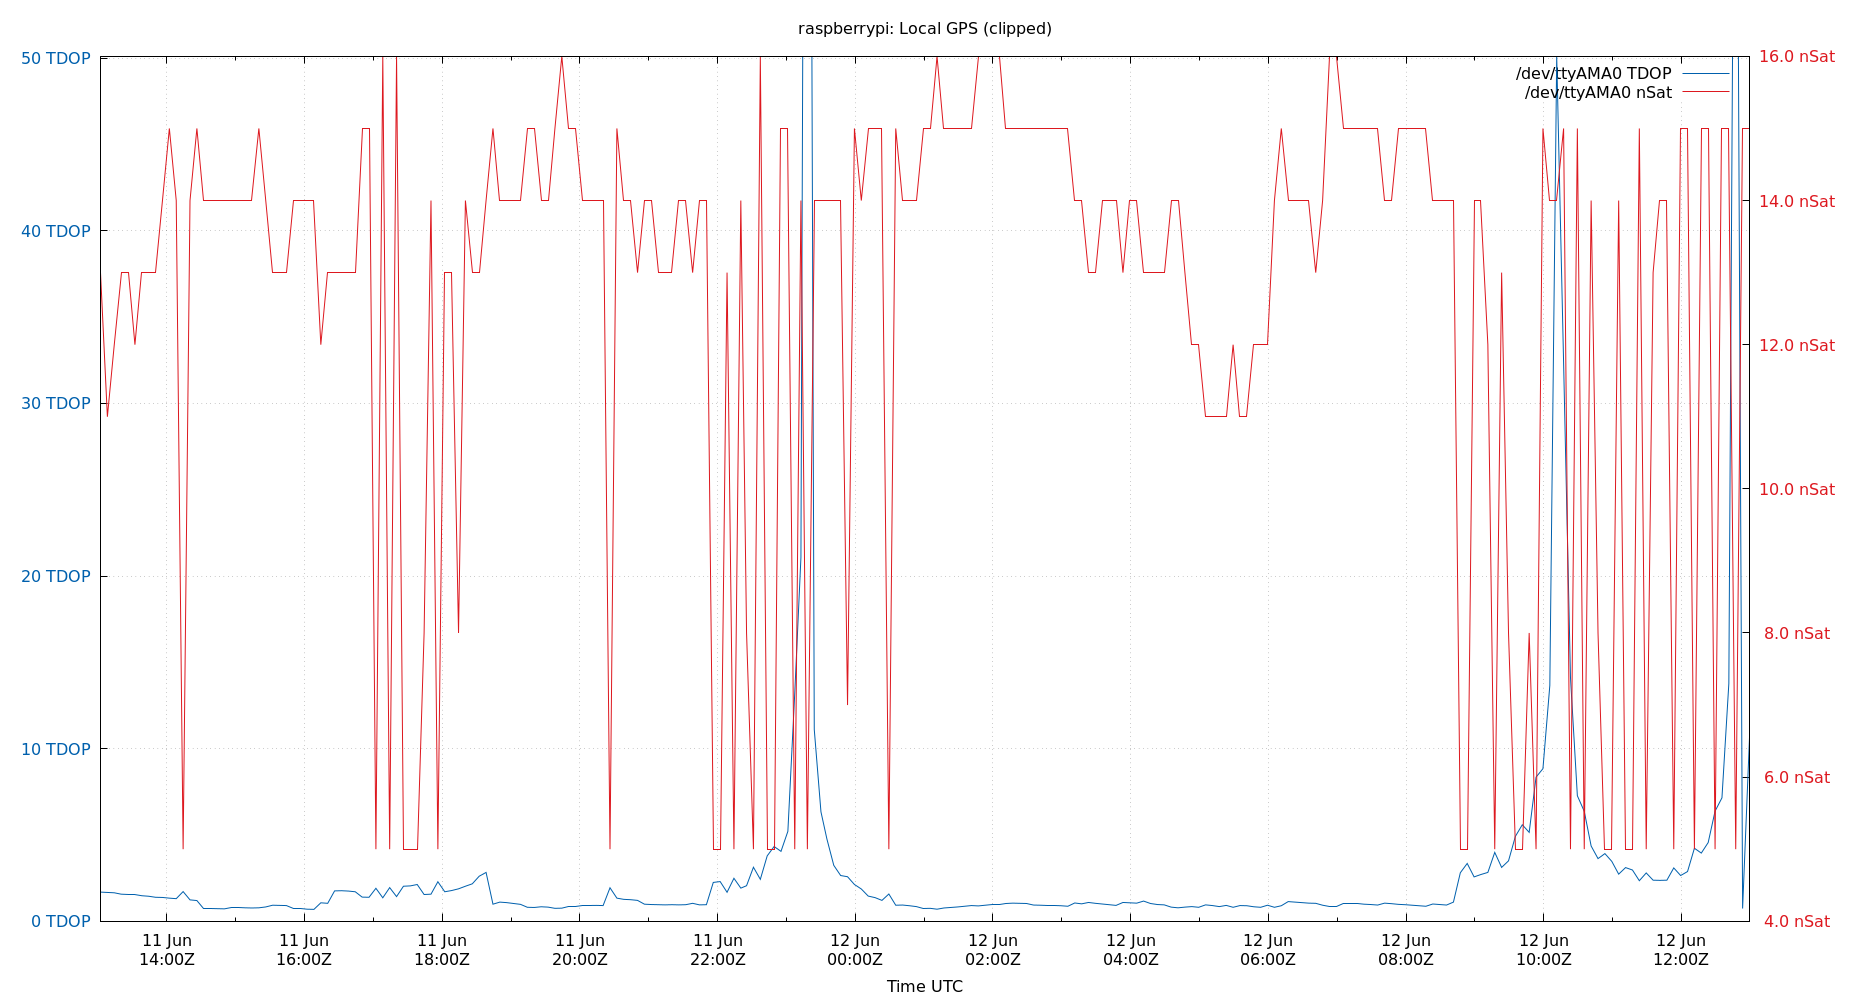 raspberrypi: Local GPS (clipped)
50 TDOP
40 TDOP
30 TDOP
20 TDOP
10 TDOP
0 TDOP
16.0 nSat
14.0 nSat
12.0 nSat
10.0 nSat
8.0 nSat
6.0 nSat
4.0 nSat
/dev/ttyAMA0 TDOP
/dev/ttyAMA0 nSat
11 Jun
14:00Z
11 Jun
16:00Z
11 Jun
18:00Z
11 Jun
20:00Z
11 Jun
22:00Z
12 Jun
00:00Z
12 Jun
02:00Z
12 Jun
04:00Z
12 Jun
06:00Z
12 Jun
08:00Z
12 Jun
10:00Z
12 Jun
12:00Z
Time UTC